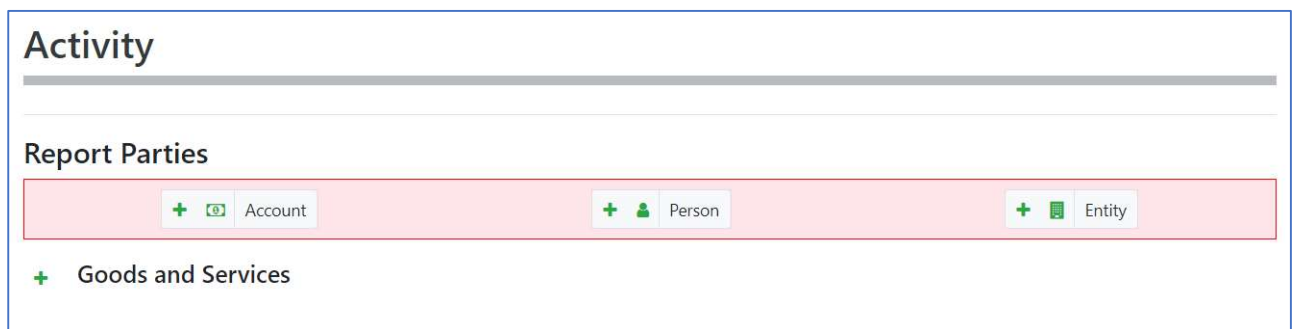 Activity
Report Parties
Account Person Entity
Goods and Services